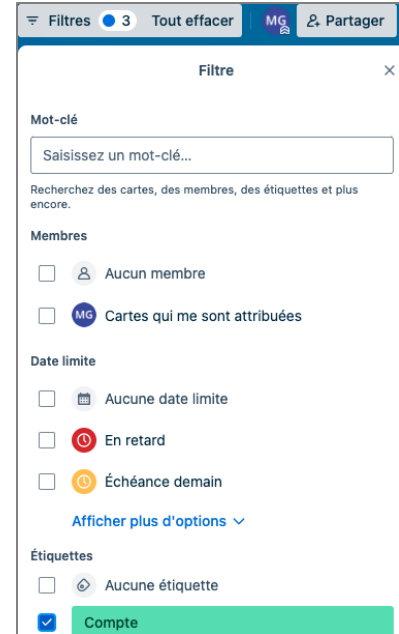 Filtres 3 Tout effacer MG Partager
Filtre
Mot-clé
Saisissez un mot-clé...
Recherchez des cartes, des membres, des étiquettes et plus
encore.
Membres
Aucun membre
MG Cartes qui me sont attribuées
Date limite
Aucune date limite
En retard
Échéance demain
Afficher plus d'options
Étiquettes
Aucune étiquette
Compte